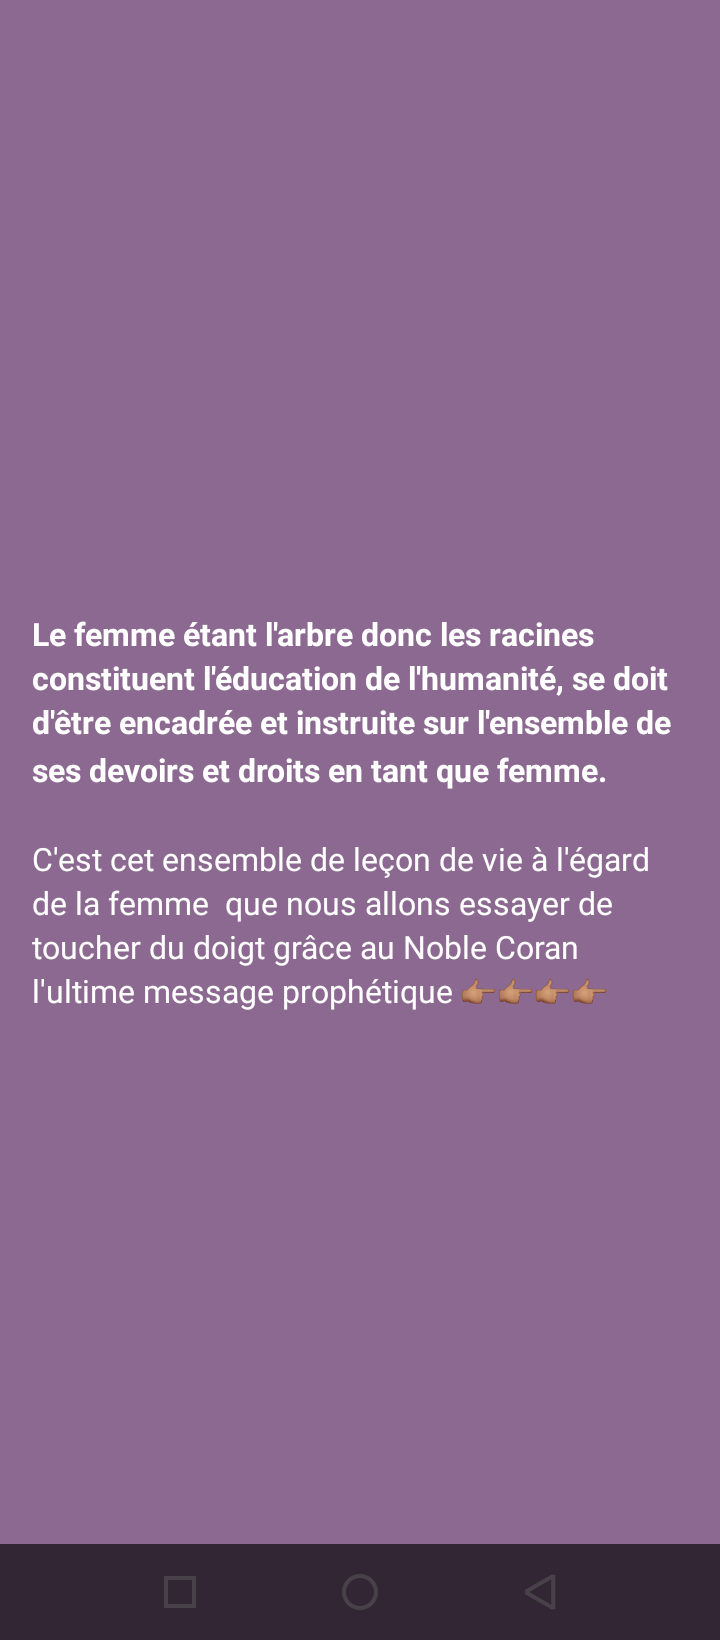 Le femme étant l'arbre donc les racines
constituent l'éducation de l'humanité, se doit
d'être encadrée et instruite sur l'ensemble de
ses devoirs et droits en tant que femme.
C'est cet ensemble de leçon de vie à l'égard
de la femme  que nous allons essayer de
toucher du doigt grâce au Noble Coran
l'ultime message prophétique 👉🏽👉🏽👉🏽👉🏽